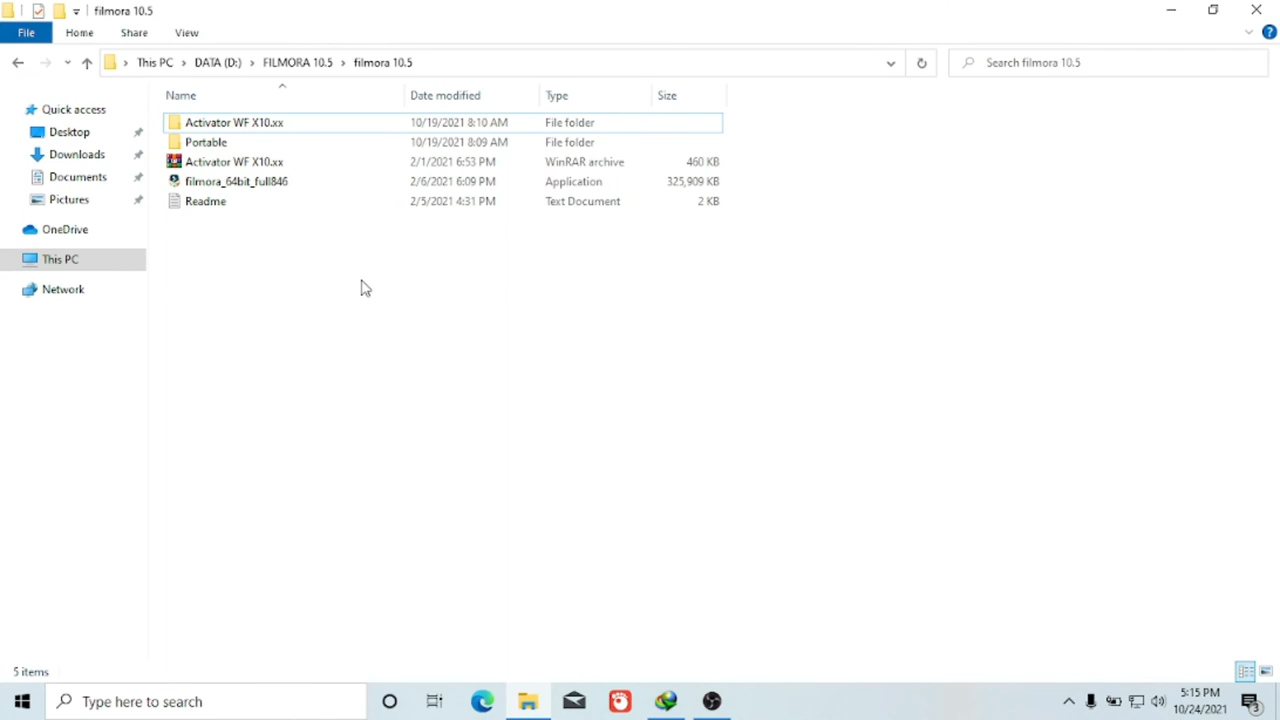 filmora 10.5
File Home Share View
This PC DATA (D:) FILMORA 10.5 filmora 10.5
Search filmora 10.5
Name Date modified Type Size
Activator WF X10.xx 10/19/2021 8:10 AM File folder
Portable 10/19/2021 8:09 AM File folder
Activator WF X10.xx 2/1/2021 6:53 PM WinRAR archive 460 KB
filmora_64bit_full846 2/6/2021 6:09 PM Application 325,909 KB
Readme 2/5/2021 4:31 PM Text Document 2 KB
Quick access
Desktop
Downloads
Documents
Pictures
OneDrive
This PC
Network
5 items
Type here to search
5:15 PM
10/24/2021
3